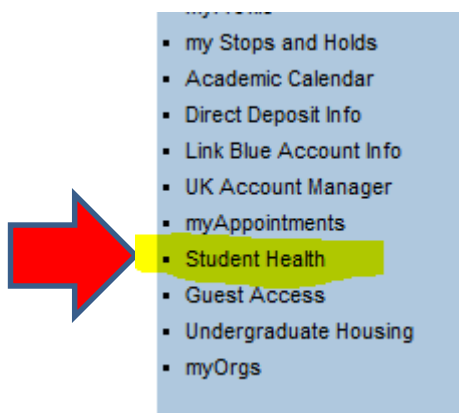 my Stops and Holds
Academic Calendar
Direct Deposit Info
Link Blue Account Info
UK Account Manager
myAppointments
Student Health
Guest Access
Undergraduate Housing
myOrgs